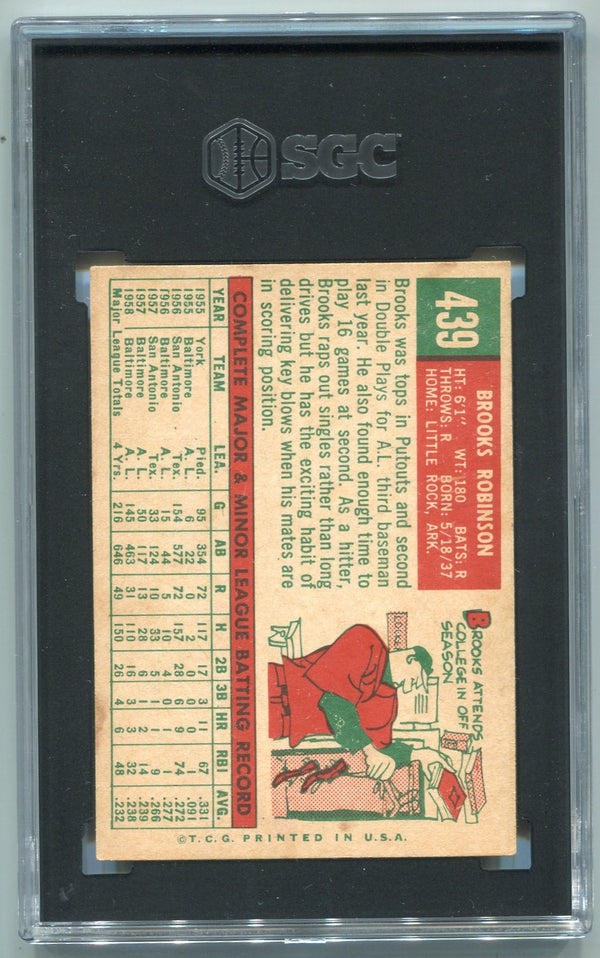 SGC
439
BROOKS ROBINSON
HT: 6'1" WT: 180 BATS: R
THROWS: R BORN: 5/18/37
HOME: LITTLE ROCK, ARK.
Brooks was tops in Putouts and second
in Double Plays for A.L. third baseman
last year. He also found enough time to
play 16 games at second. As a hitter,
Brooks raps out singles rather than long
drives but he has the exciting habit of
delivering key blows when his mates are
in scoring position.
BROOKS ATTENDS
COLLEGE IN OFF
SEASON
COMPLETE MAJOR & MINOR LEAGUE BATTING RECORD
YEAR TEAM LEA. G AB R H 2B 3B HR RBI AVG.
1955 York Pied. 95 354 72 117 17 3 11 67 .331
1955 Baltimore A. L. 6 22 0 2 0 0 0 1 .091
1956 San Antonio Tex. 154 577 72 157 28 6 9 74 .272
1956 Baltimore A. L. 15 44 5 10 4 0 1 1 .227
1957 San Antonio Tex. 33 124 10 33 6 1 1 9 .266
1957 Baltimore A. L. 50 117 13 28 6 1 2 14 .239
1958 Baltimore A. L. 145 463 31 110 16 3 3 32 .238
Major League Totals 4 Yrs. 216 646 49 150 26 4 6 48 .232
©T.C.G. PRINTED IN U.S.A.